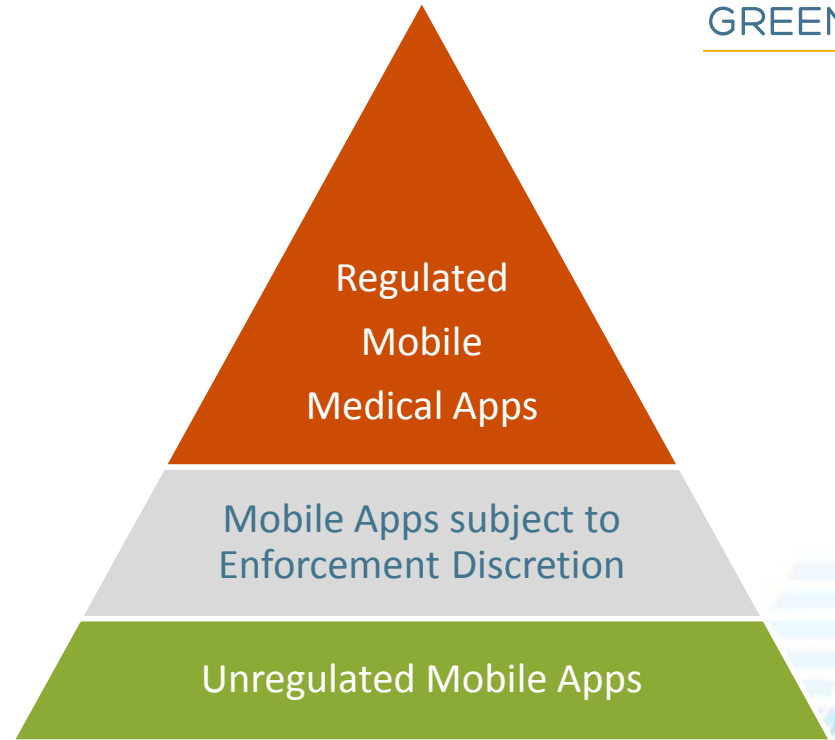 GREEN
Regulated
Mobile
Medical Apps
Mobile Apps subject to
Enforcement Discretion
Unregulated Mobile Apps